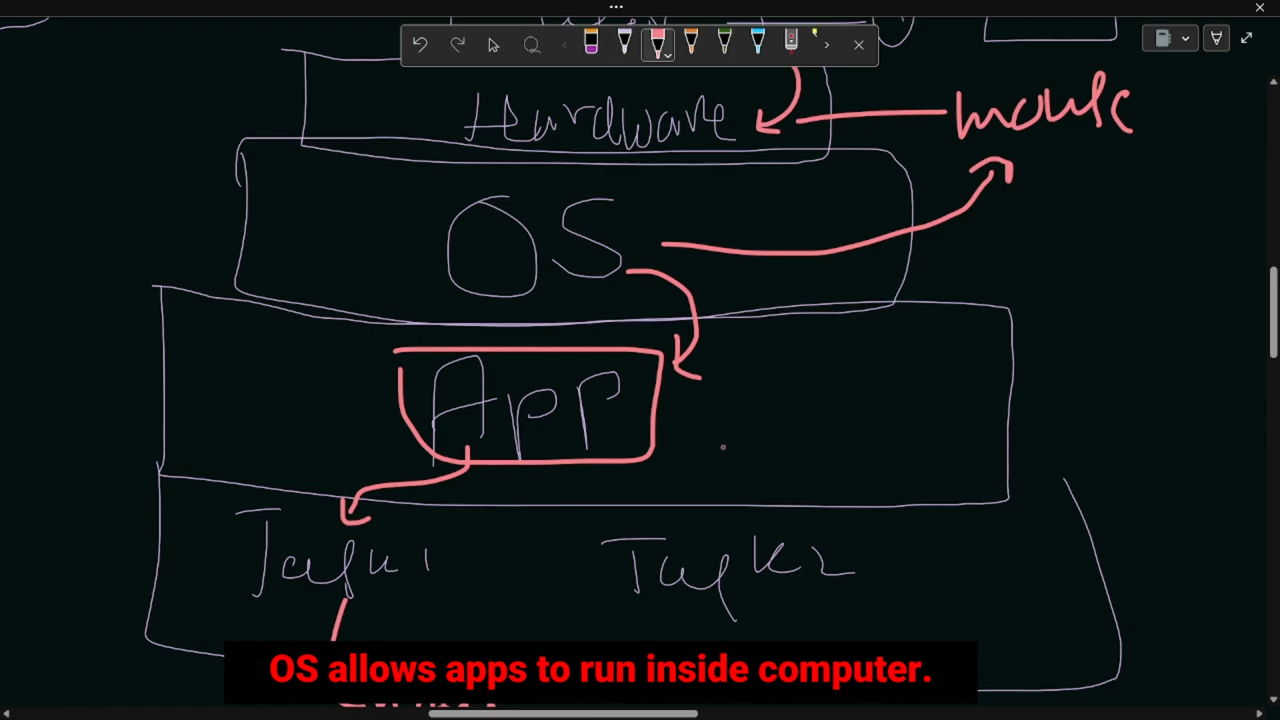 Hardware
mouse
OS
App
Task1 Task2
OS allows apps to run inside computer.